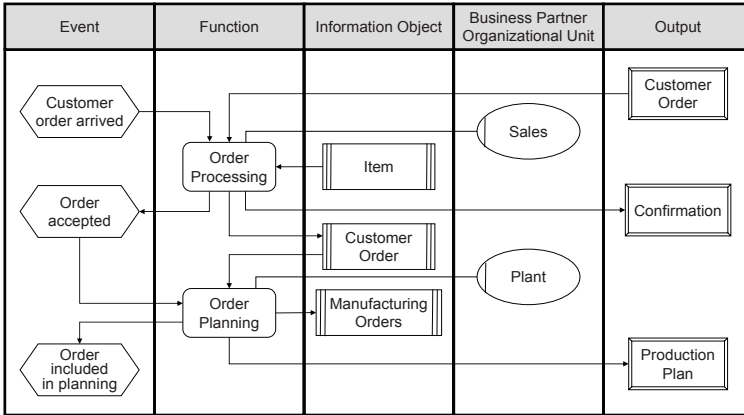 Event
Function
Information Object
Business Partner
Organizational Unit
Output
Customer
order arrived
Customer
Order
Sales
Order
Processing
Item
Order
accepted
Confirmation
Customer
Order
Plant
Order
Planning
Manufacturing
Orders
Order
included
in planning
Production
Plan